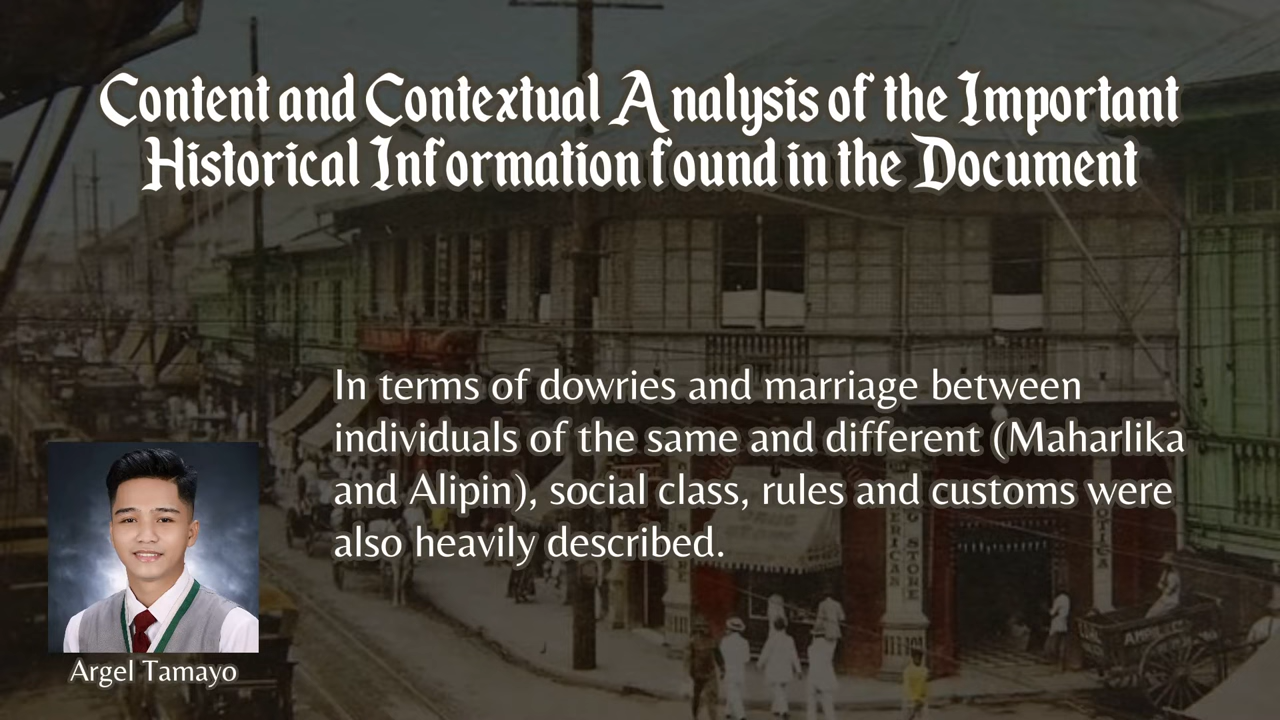 Content and Contextual Analysis of the Important
Historical Information found in the Document
In terms of dowries and marriage between
individuals of the same and different (Maharlika
and Alipin), social class, rules and customs were
also heavily described.
Argel Tamayo
STORE